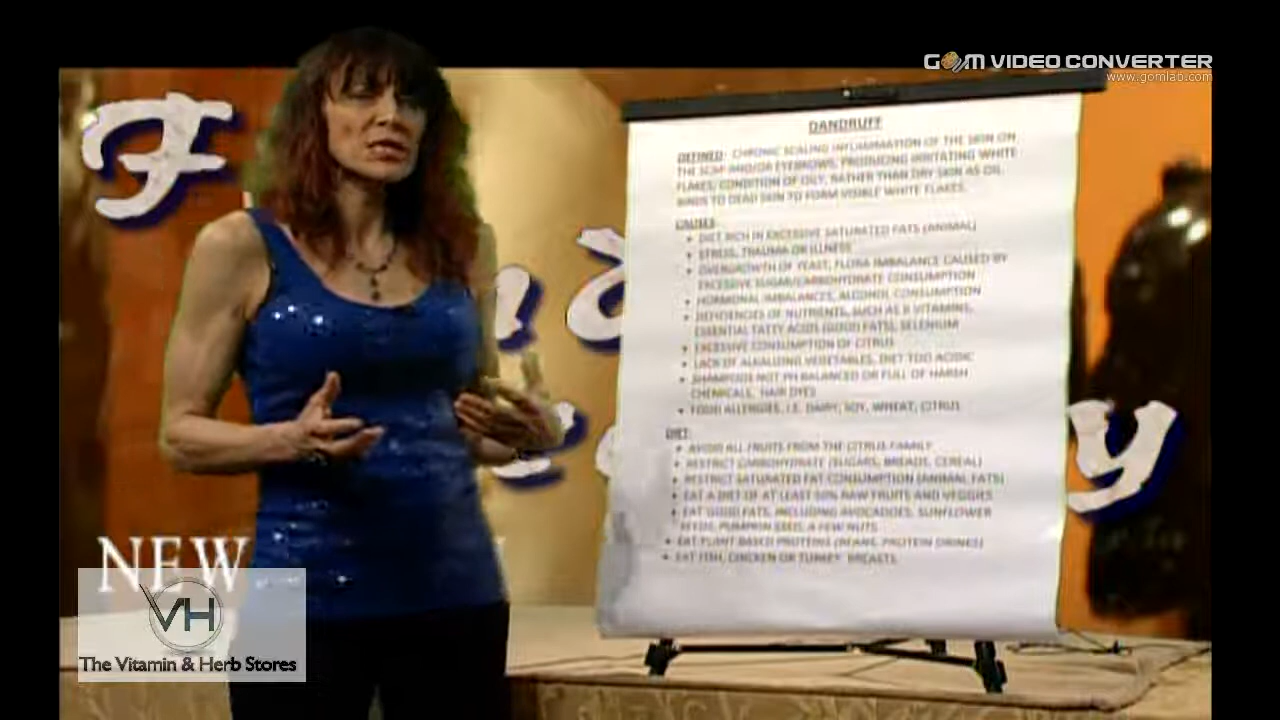 GOM VIDEO CONVERTER
www.gomlab.com
DANDRUFF
DEFINED: CHRONIC SCALING INFLAMMATION OF THE SKIN ON
THE SCALP AND/OR EYEBROWS, PRODUCING IRRITATING WHITE
FLAKES/CONDITION OF OILY, RATHER THAN DRY SKIN AS OIL
BINDS TO DEAD SKIN TO FORM VISIBLE WHITE FLAKES.
CAUSES:
• DIET RICH IN EXCESSIVE SATURATED FATS (ANIMAL)
• STRESS, TRAUMA OR ILLNESS
• OVERGROWTH OF YEAST, FLORA IMBALANCE CAUSED BY
EXCESSIVE SUGAR/CARBOHYDRATE CONSUMPTION
• HORMONAL IMBALANCES, ALCOHOL CONSUMPTION
• DEFICIENCIES OF NUTRIENTS, SUCH AS B VITAMINS,
ESSENTIAL FATTY ACIDS (GOOD FATS), SELENIUM
• EXCESSIVE CONSUMPTION OF CITRUS
• LACK OF ALKALIZING VEGETABLES, DIET TOO ACIDIC
• SHAMPOOS NOT PH BALANCED OR FULL OF HARSH
CHEMICALS, HAIR DYES
• FOOD ALLERGIES, I.E. DAIRY, SOY, WHEAT, CITRUS
DIET:
• AVOID ALL FRUITS FROM THE CITRUS FAMILY
• RESTRICT CARBOHYDRATE (SUGARS, BREADS, CEREAL)
• RESTRICT SATURATED FAT CONSUMPTION (ANIMAL FATS)
• EAT A DIET OF AT LEAST 50% RAW FRUITS AND VEGGIES
• EAT GOOD FATS, INCLUDING AVOCADOES, SUNFLOWER
SEEDS, PUMPKIN SEEDS, A FEW NUTS
• EAT PLANT BASED PROTEINS (BEANS, PROTEIN DRINKS)
• EAT FISH, CHICKEN OR TURKEY BREASTS
NEW
VH
The Vitamin & Herb Stores